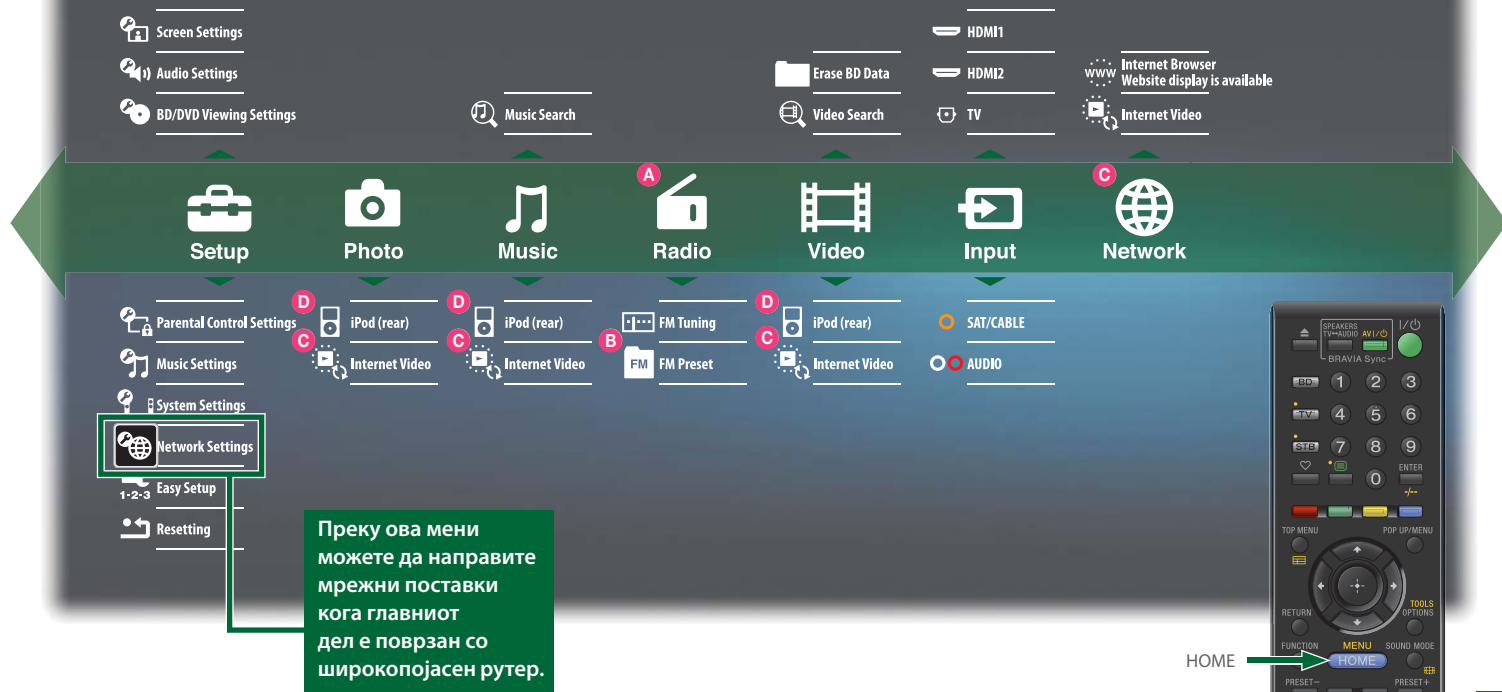 Screen Settings
HDMI1
Audio Settings
Erase BD Data
HDMI2
www Internet Browser
Website display is available
BD/DVD Viewing Settings
Music Search
Video Search
TV
Internet Video
A
C
Setup
Photo
Music
Radio
Video
Input
Network
Parental Control Settings
D iPod (rear)
D iPod (rear)
FM Tuning
D iPod (rear)
SAT/CABLE
Music Settings
C Internet Video
C Internet Video
B FM FM Preset
C Internet Video
AUDIO
System Settings
Network Settings
1-2-3 Easy Setup
Resetting
Преку ова мени
можете да направите
мрежни поставки
кога главниот
дел е поврзан со
широкопојасен рутер.
SPEAKERS
TV↔AUDIO
AV I/⏻
I/⏻
BRAVIA Sync
BD 1 2 3
TV 4 5 6
STB 7 8 9
0 ENTER
-/--
TOP MENU
POP UP/MENU
RETURN
TOOLS
OPTIONS
FUNCTION
MENU
SOUND MODE
HOME
HOME
PRESET–
PRESET+